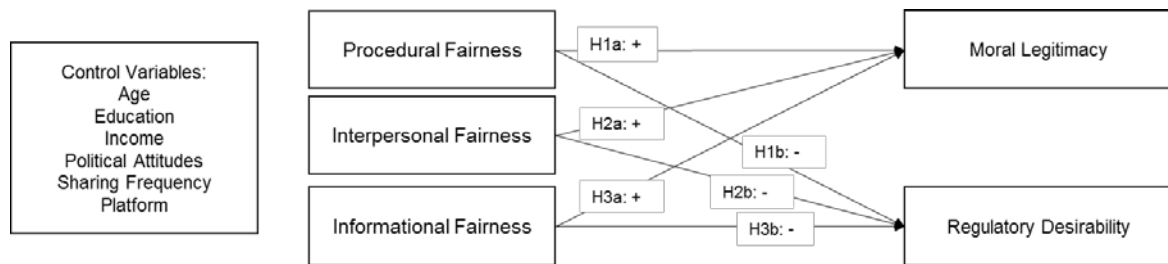 Control Variables:
Age
Education
Income
Political Attitudes
Sharing Frequency
Platform
Procedural Fairness
Interpersonal Fairness
Informational Fairness
H1a: +
H2a: +
H3a: +
H1b: -
H2b: -
H3b: -
Moral Legitimacy
Regulatory Desirability